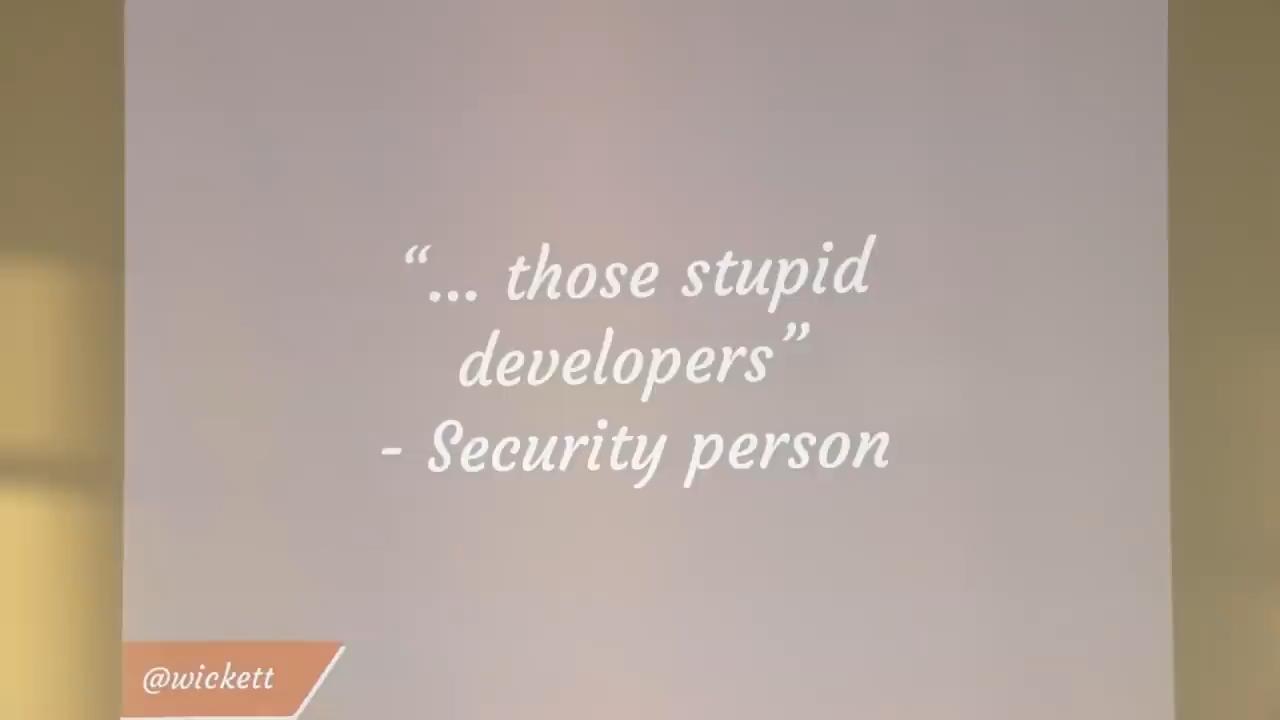 “... those stupid
developers”
- Security person
@wickett